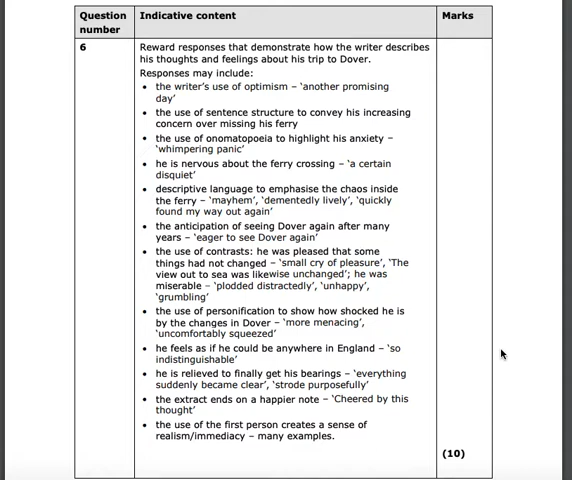 Question number
Indicative content
Marks
6
Reward responses that demonstrate how the writer describes
his thoughts and feelings about his trip to Dover.
Responses may include:
• the writer's use of optimism – 'another promising
day'
• the use of sentence structure to convey his increasing
concern over missing his ferry
• the use of onomatopoeia to highlight his anxiety –
'whimpering panic'
• he is nervous about the ferry crossing – 'a certain
disquiet'
• descriptive language to emphasise the chaos inside
the ferry – 'mayhem', 'dementedly lively', 'quickly
found my way out again'
• the anticipation of seeing Dover again after many
years – 'eager to see Dover again'
• the use of contrasts: he was pleased that some
things had not changed – 'small cry of pleasure', 'The
view out to sea was likewise unchanged'; he was
miserable – 'plodded distractedly', 'unhappy',
'grumbling'
• the use of personification to show how shocked he is
by the changes in Dover – 'more menacing',
'uncomfortably squeezed'
• he feels as if he could be anywhere in England – 'so
indistinguishable'
• he is relieved to finally get his bearings – 'everything
suddenly became clear', 'strode purposefully'
• the extract ends on a happier note – 'Cheered by this
thought'
• the use of the first person creates a sense of
realism/immediacy – many examples.
(10)